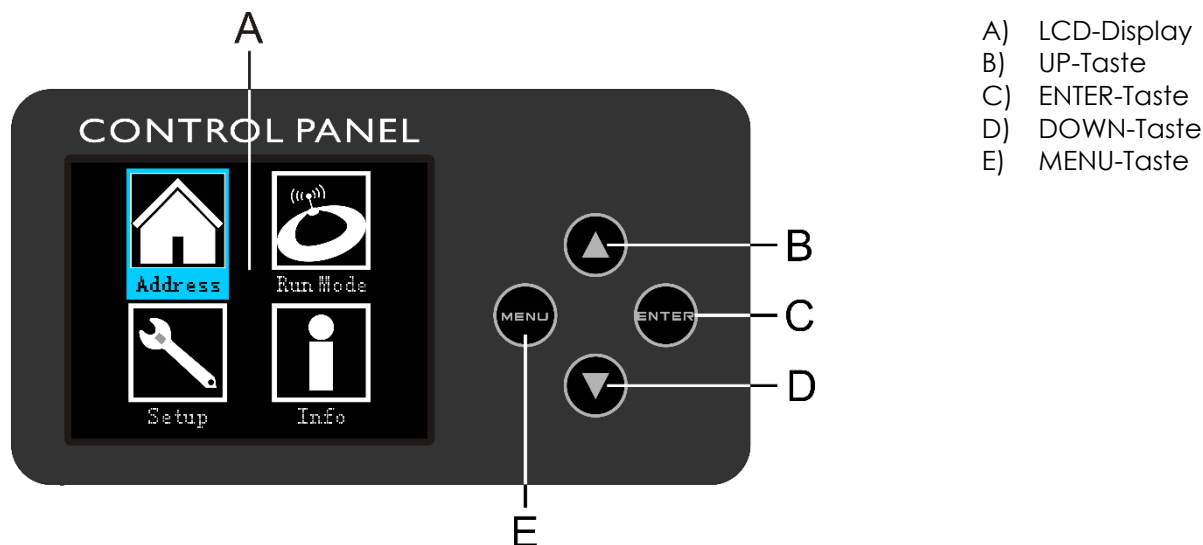 A
CONTROL PANEL
Address
Run Mode
Setup
Info
MENU
ENTER
B
C
D
E
A) LCD-Display
B) UP-Taste
C) ENTER-Taste
D) DOWN-Taste
E) MENU-Taste